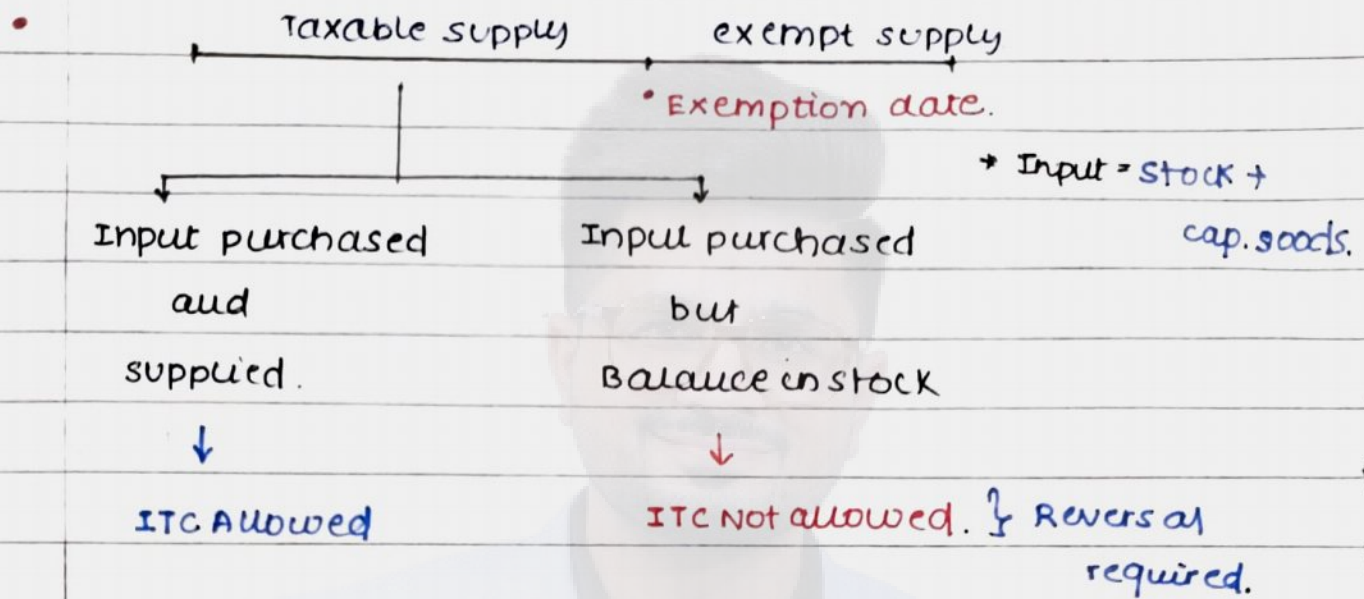 Taxable supply exempt supply
• Exemption date.
→ Input = Stock +
cap. goods.
Input purchased Input purchased
and but
supplied. Balance in stock
↓ ↓
ITC Allowed ITC Not allowed. } Reversal
required.